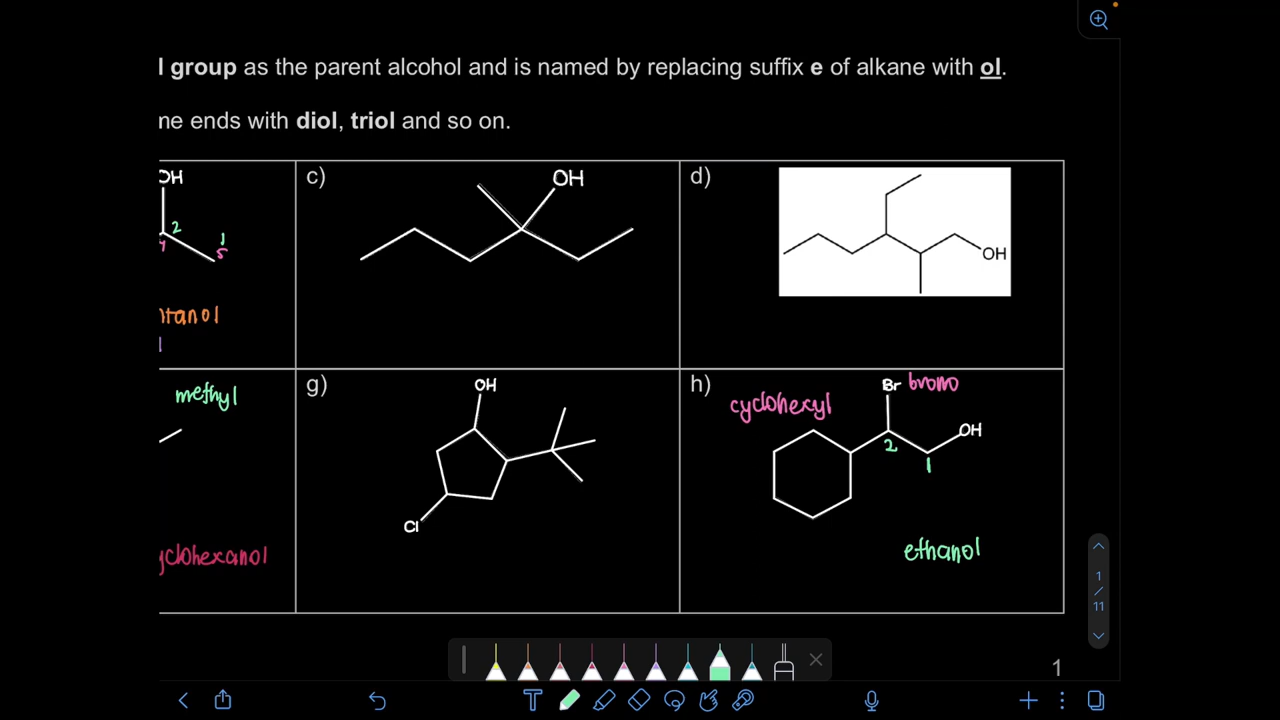 l group as the parent alcohol and is named by replacing suffix e of alkane with ol.
ne ends with diol, triol and so on.
OH
2
1
4
5
ntanol
c)
OH
d)
OH
methyl
yclohexanol
g)
OH
Cl
h)
Br bromo
cyclohexyl
OH
2
1
ethanol
1
/
11
1
T